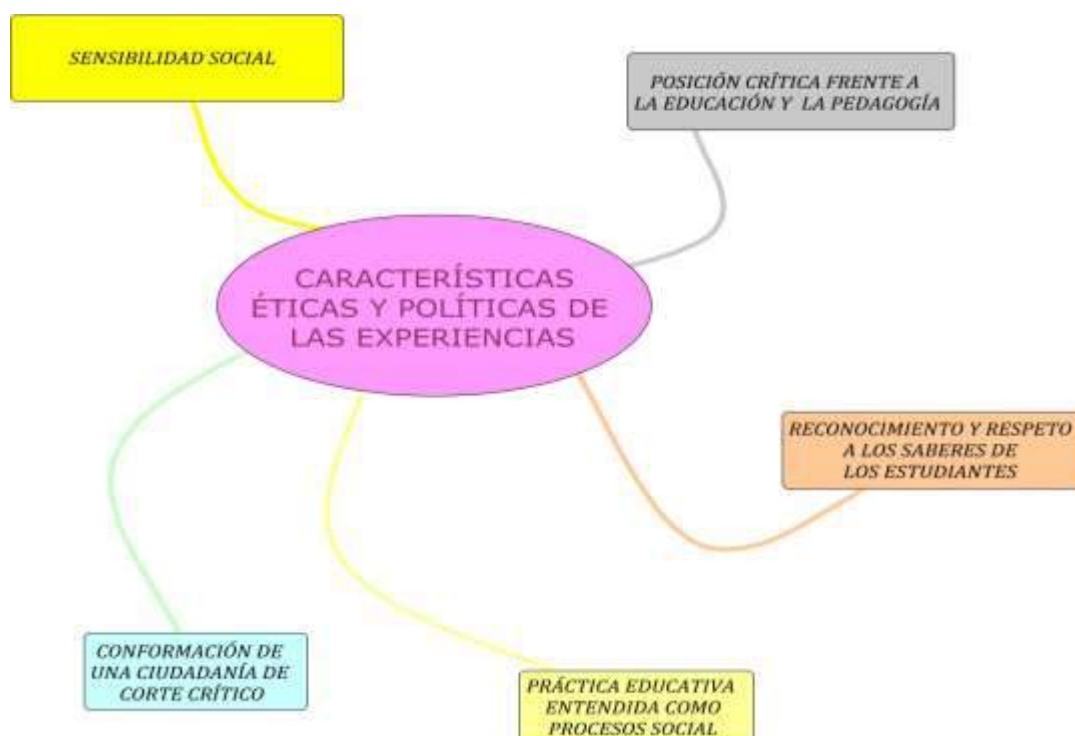 SENSIBILIDAD SOCIAL
POSICIÓN CRÍTICA FRENTE A
LA EDUCACIÓN Y LA PEDAGOGÍA
CARACTERÍSTICAS
ÉTICAS Y POLÍTICAS DE
LAS EXPERIENCIAS
RECONOCIMIENTO Y RESPETO
A LOS SABERES DE
LOS ESTUDIANTES
CONFORMACIÓN DE
UNA CIUDADANÍA DE
CORTE CRÍTICO
PRÁCTICA EDUCATIVA
ENTENDIDA COMO
PROCESOS SOCIAL